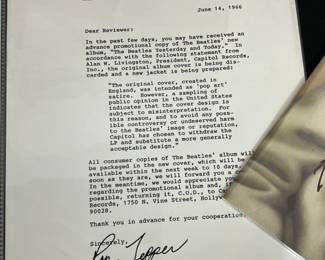 June 14, 1966
Dear Reviewer:
In the past few days, you may have received an
advance promotional copy of The Beatles' new
album, "The Beatles Yesterday and Today." In
accordance with the following statement from
Alan W. Livingston, President, Capitol Records,
Inc., the original album cover is being dis-
carded and a new jacket is being prepared:
"The original cover, created in
England, was intended as 'pop art'
satire. However, a sampling of
public opinion in the United States
indicates that the cover design is
subject to misinterpretation. For
this reason, and to avoid any poss-
ible controversy or undeserved harm
to The Beatles' image or reputation,
Capitol has chosen to withdraw the
LP and substitute a more generally
acceptable design."
All consumer copies of The Beatles' album will
be packaged in the new cover, which will be
available within the next week to 10 days. As
soon as they are, we will forward you a co
In the meantime, we would appreciate you
regarding the promotional album and, if
possible, returning it, C.O.D., to Ca
Records, 1750 N. Vine Street, Hollyw
90028.
Thank you in advance for your cooperation.
Sincerely,
Ron Tepper